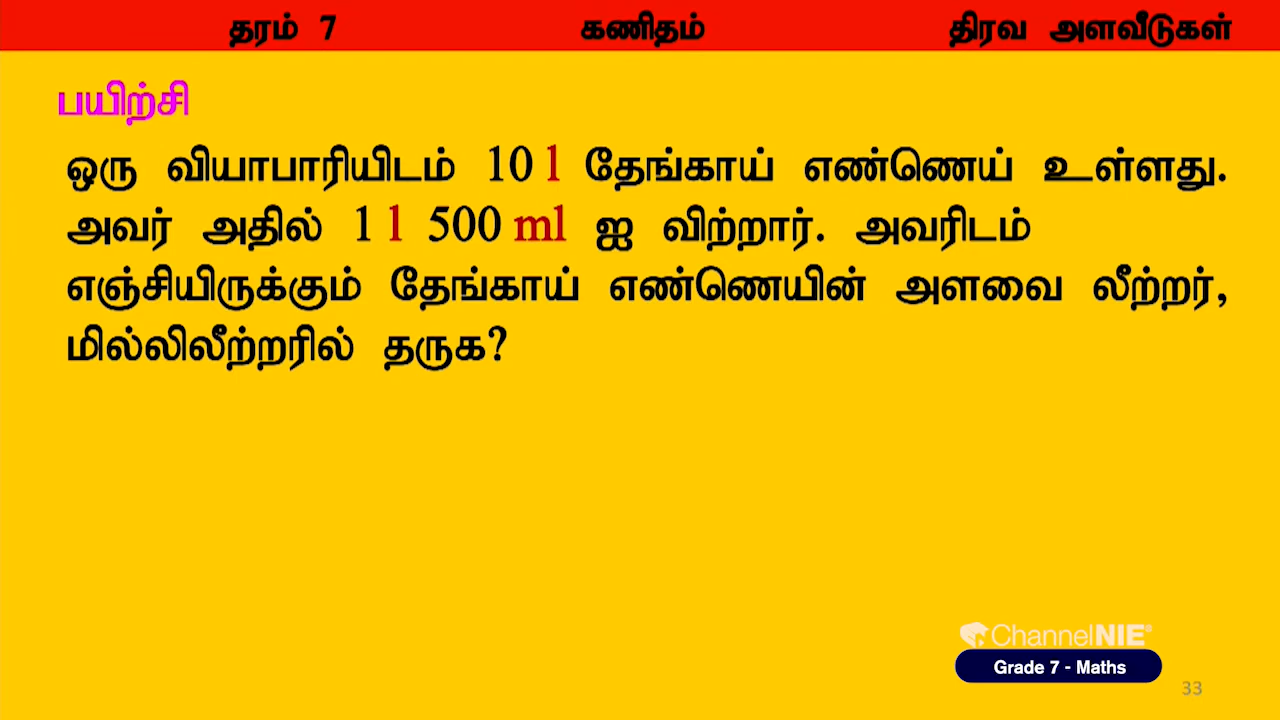 தரம் 7 கணிதம் திரவ அளவீடுகள்
பயிற்சி
ஒரு வியாபாரியிடம் 10 l தேங்காய் எண்ணெய் உள்ளது.
அவர் அதில் 1 l 500 ml ஐ விற்றார். அவரிடம்
எஞ்சியிருக்கும் தேங்காய் எண்ணெயின் அளவை லீற்றர்,
மில்லிலீற்றரில் தருக?
ChannelNIE
Grade 7 - Maths
33